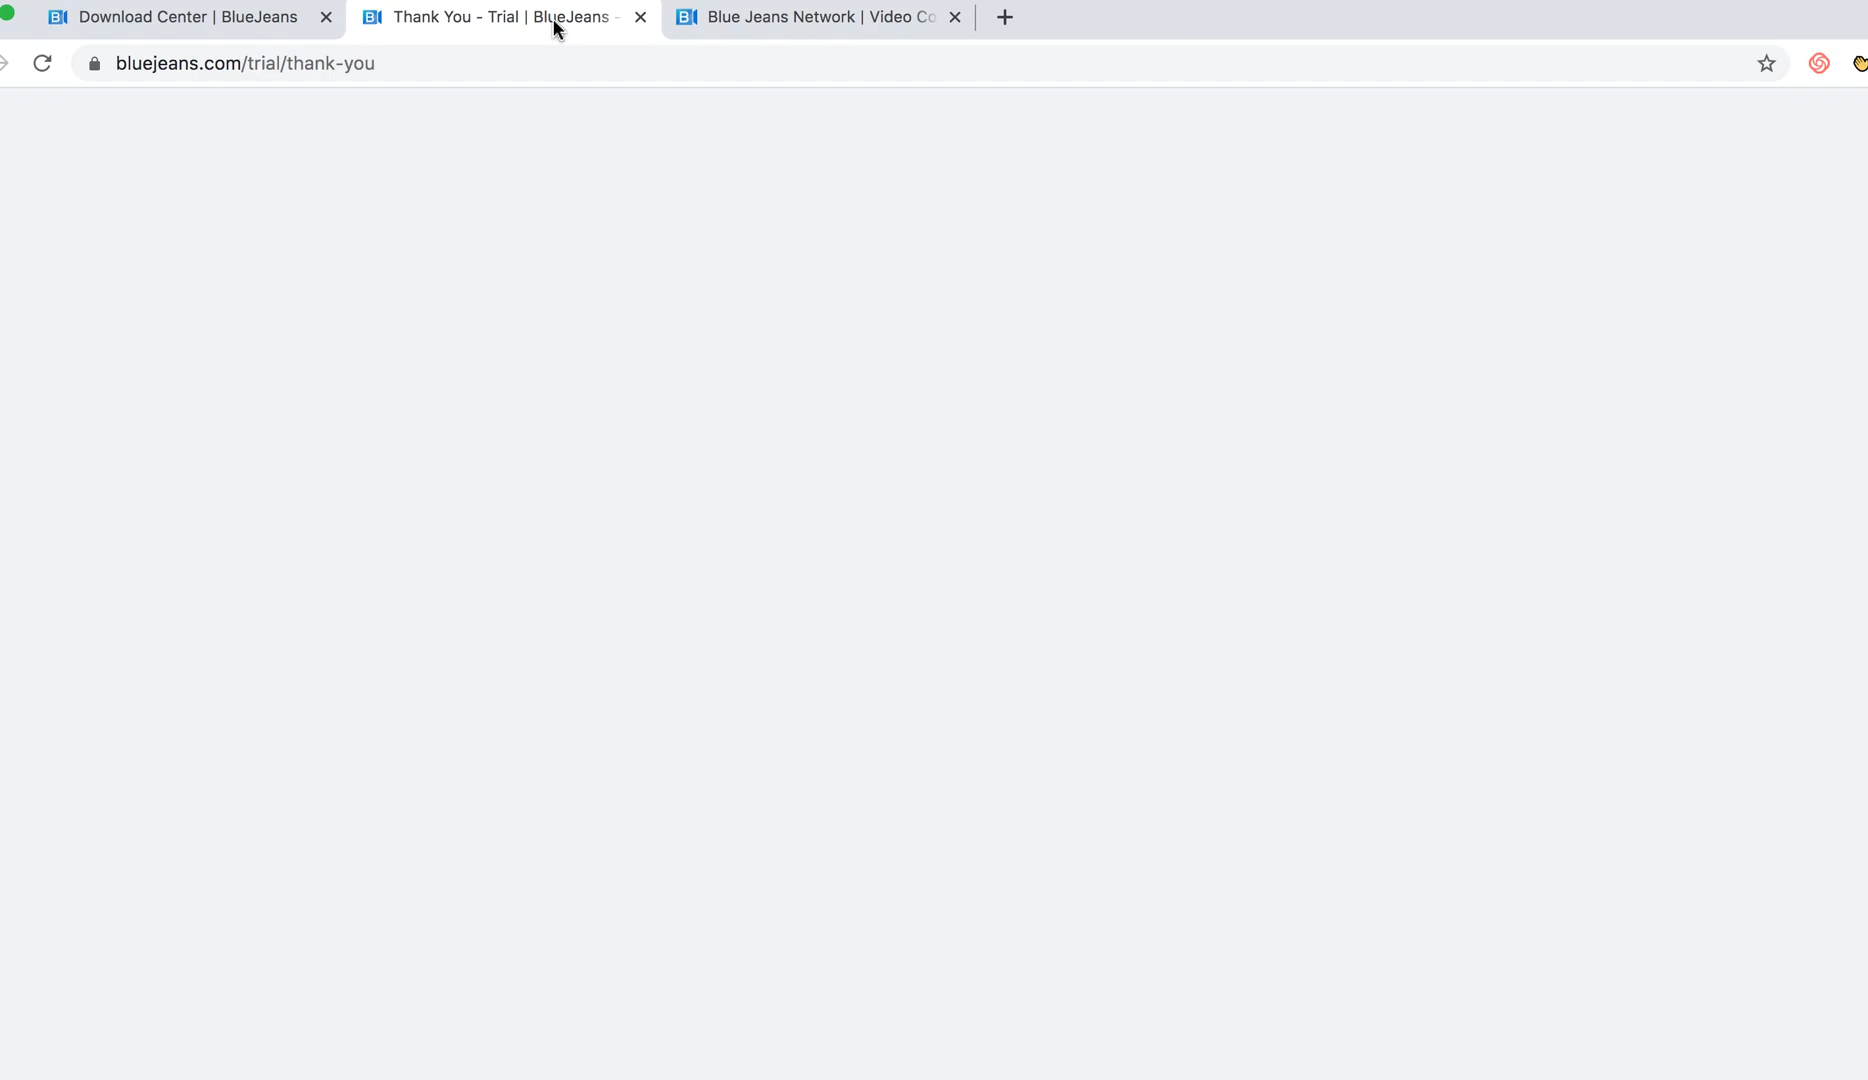 Download Center | BlueJeans
Thank You - Trial | BlueJeans -
Blue Jeans Network | Video Co
bluejeans.com/trial/thank-you